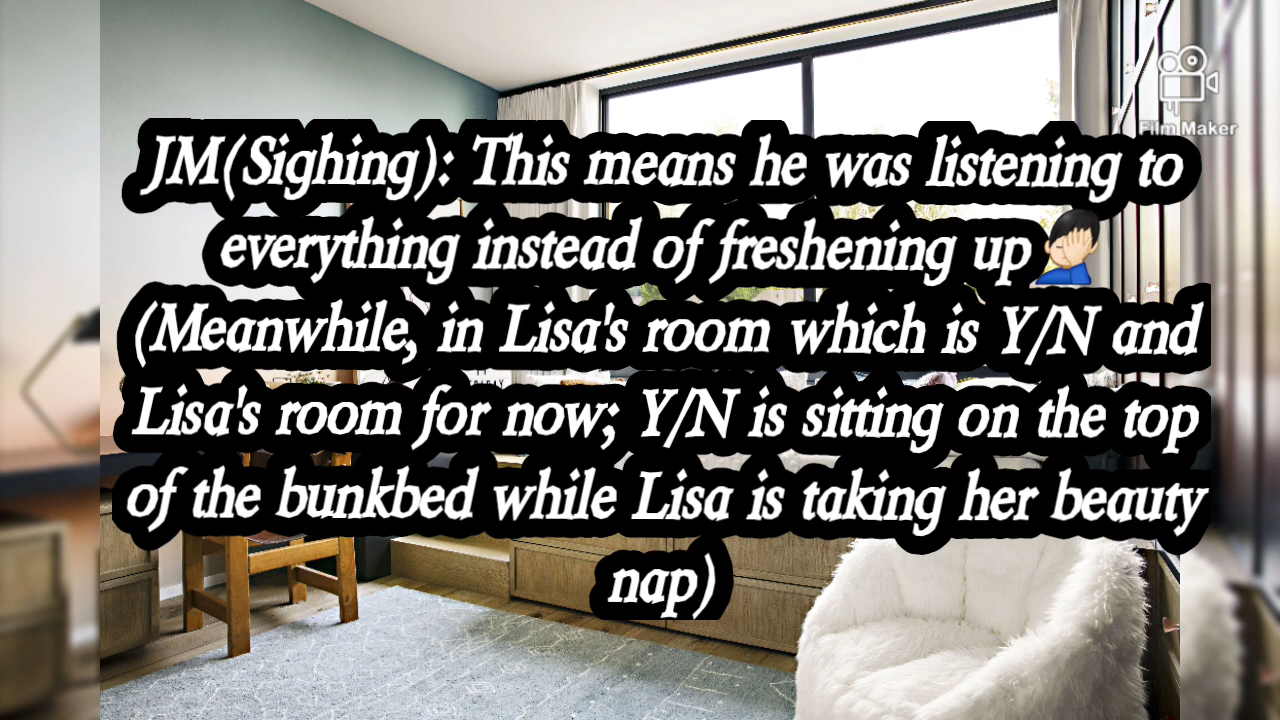 Film Maker
JM(Sighing): This means he was listening to
everything instead of freshening up🤦🏻‍♂️
(Meanwhile, in Lisa's room which is Y/N and
Lisa's room for now; Y/N is sitting on the top
of the bunkbed while Lisa is taking her beauty
nap)